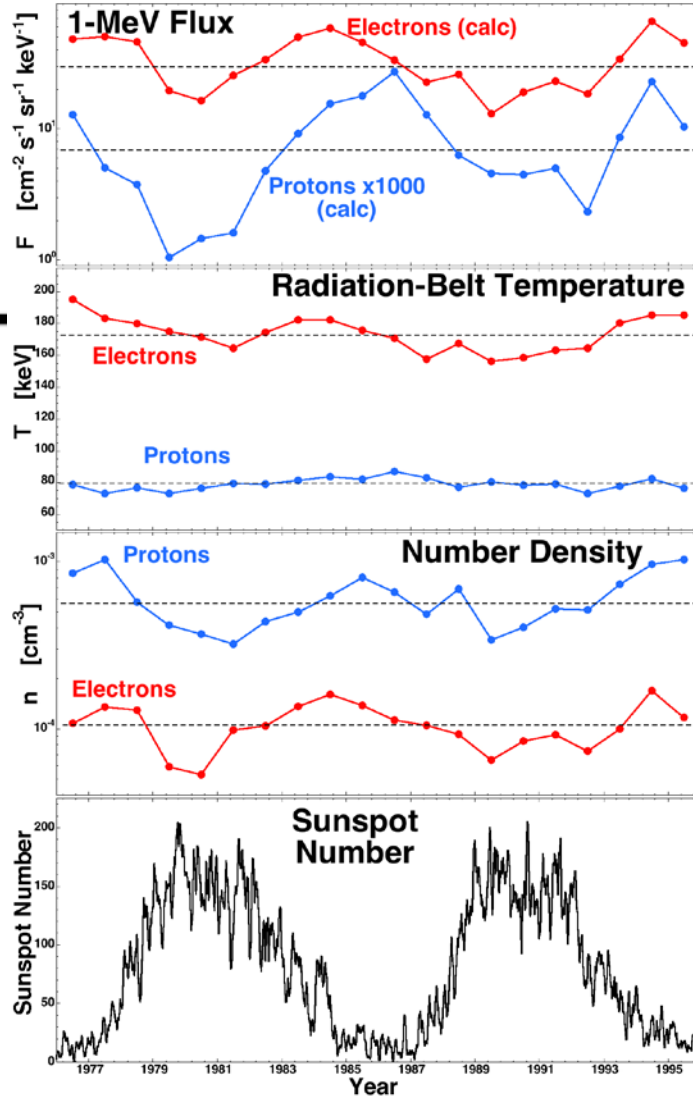 1-MeV Flux
Electrons (calc)
Protons x1000
(calc)
F [cm⁻² s⁻¹ sr⁻¹ keV⁻¹]
10¹
10⁰
Radiation-Belt Temperature
Electrons
Protons
T [keV]
200
180
160
140
120
100
80
60
Number Density
Protons
Electrons
n [cm⁻³]
10⁻³
10⁻⁴
Sunspot
Number
Sunspot Number
200
150
100
50
0
1977 1979 1981 1983 1985 1987 1989 1991 1993 1995
Year